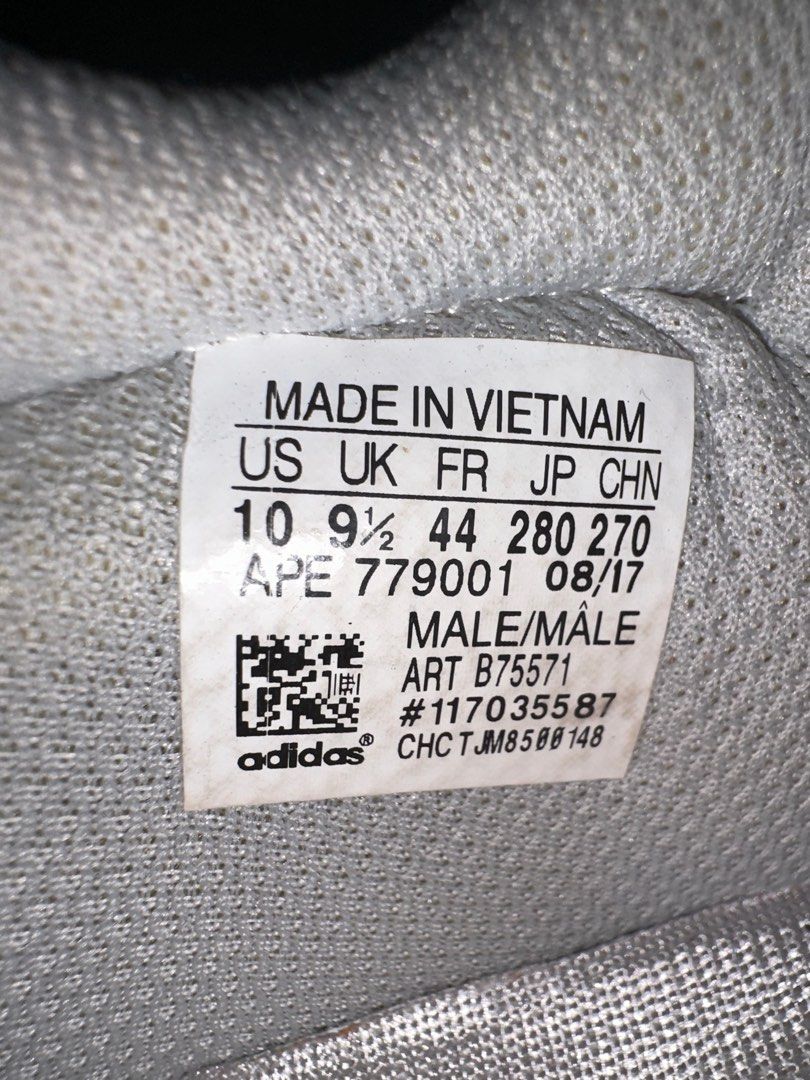 MADE IN VIETNAM
US UK FR JP CHN
10 9½ 44 280 270
APE 779001 08/17
MALE/MÂLE
ART B75571
#117035587
CHC TJM8500148
adidas®